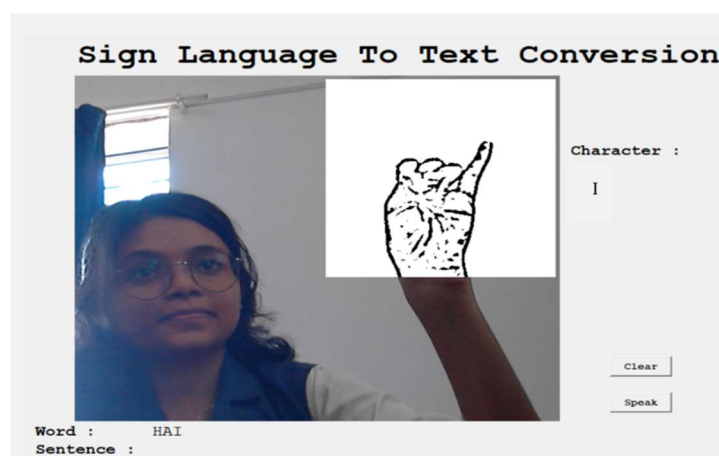 Sign Language To Text Conversion
Character :
I
Clear
Speak
Word : HAI
Sentence :